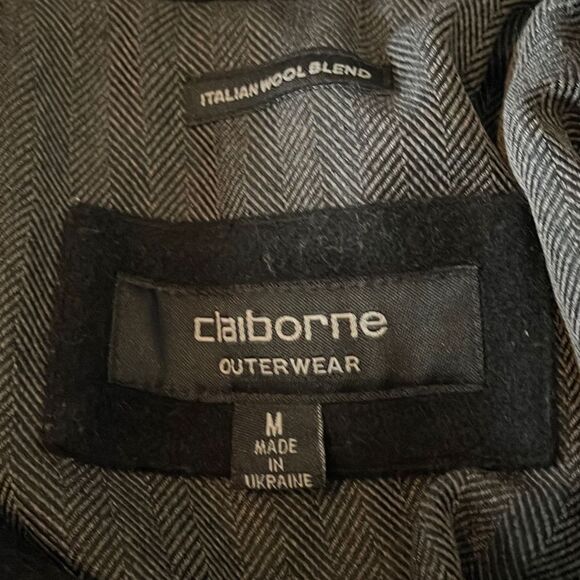 ITALIAN WOOL BLEND
claiborne
OUTERWEAR
M
MADE
IN
UKRAINE